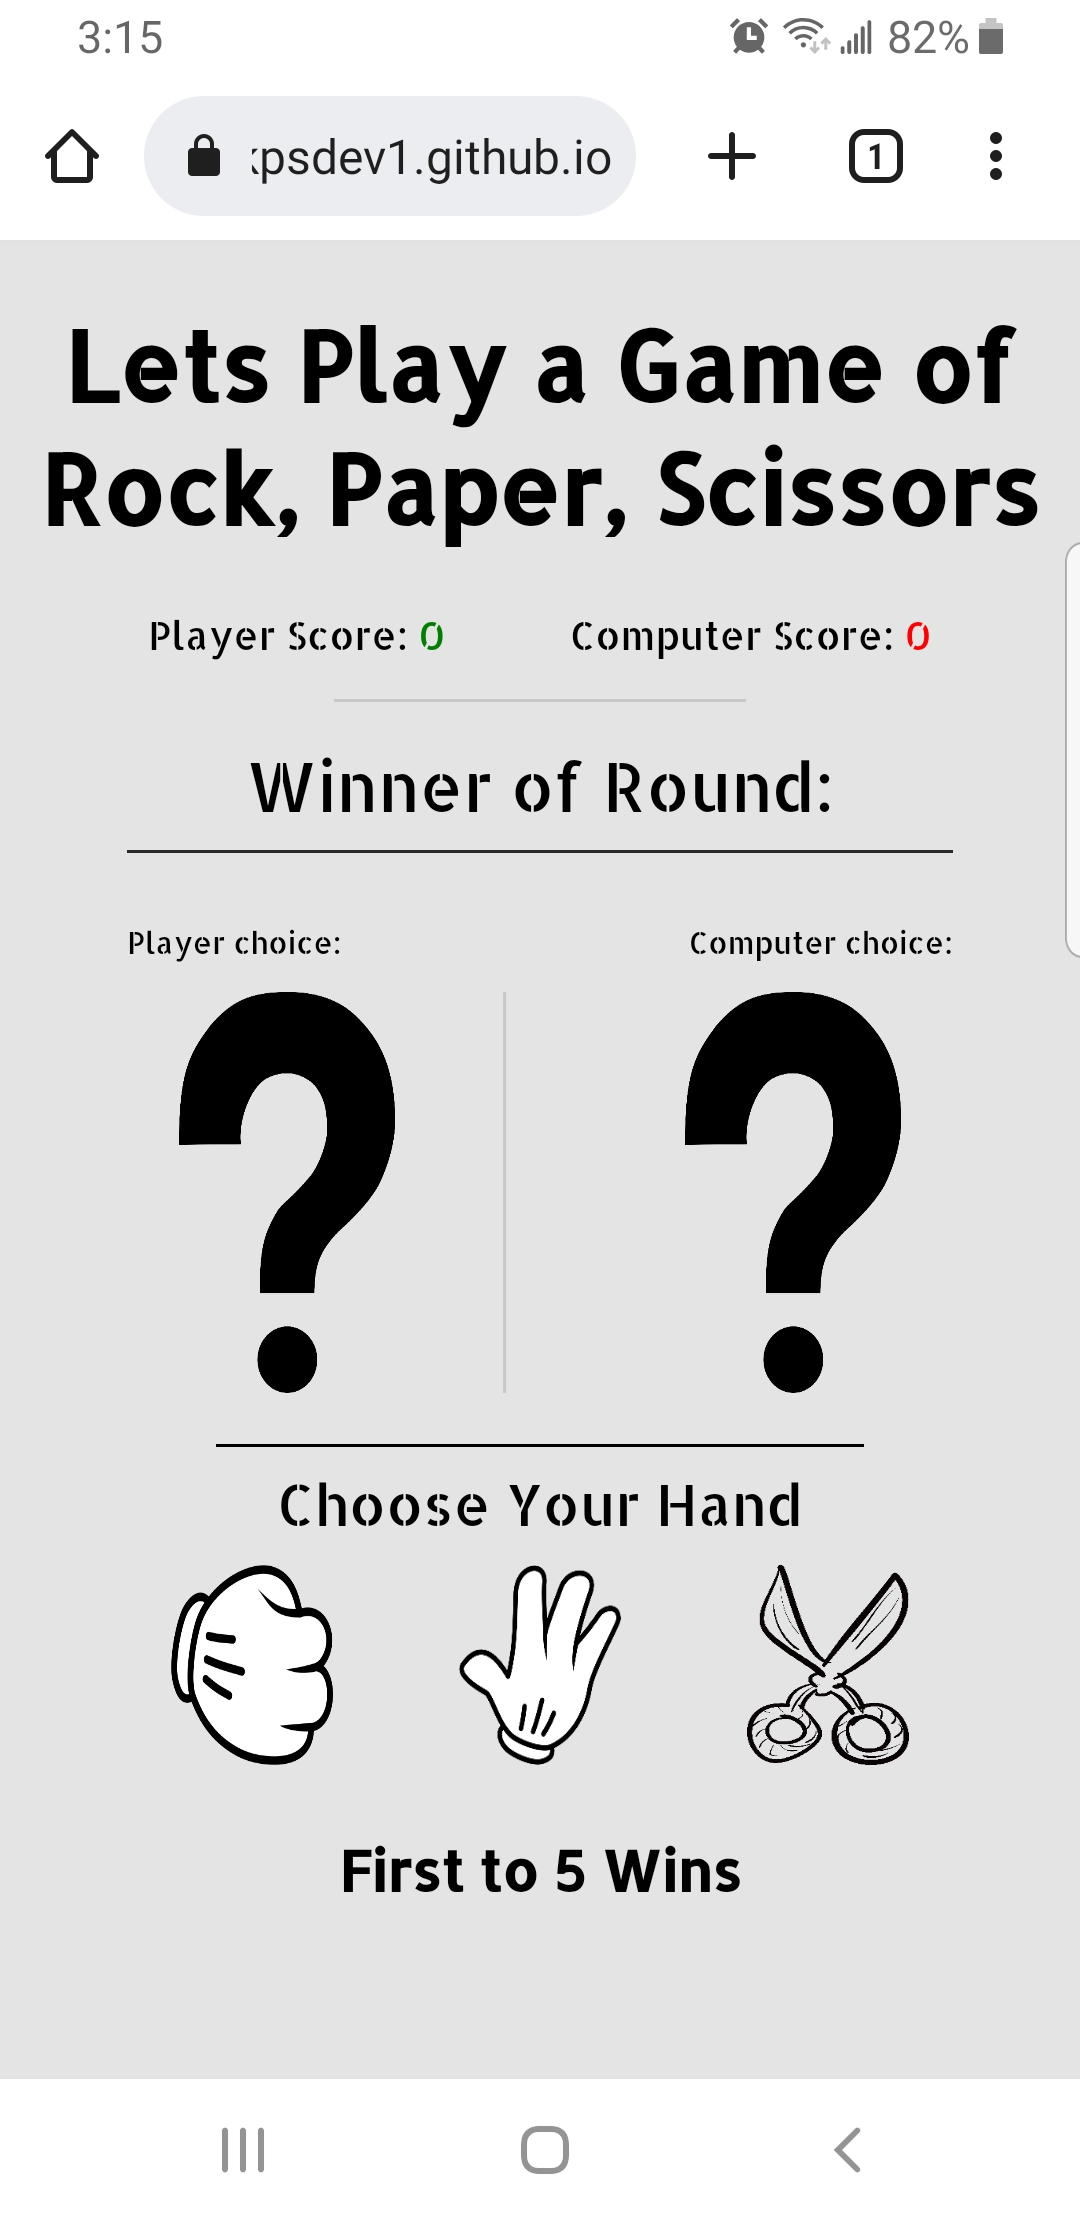 3:15 82%
kpsdev1.github.io 1
Lets Play a Game of
Rock, Paper, Scissors
Player Score: 0 Computer Score: 0
Winner of Round:
Player choice: Computer choice:
? ?
Choose Your Hand
First to 5 Wins